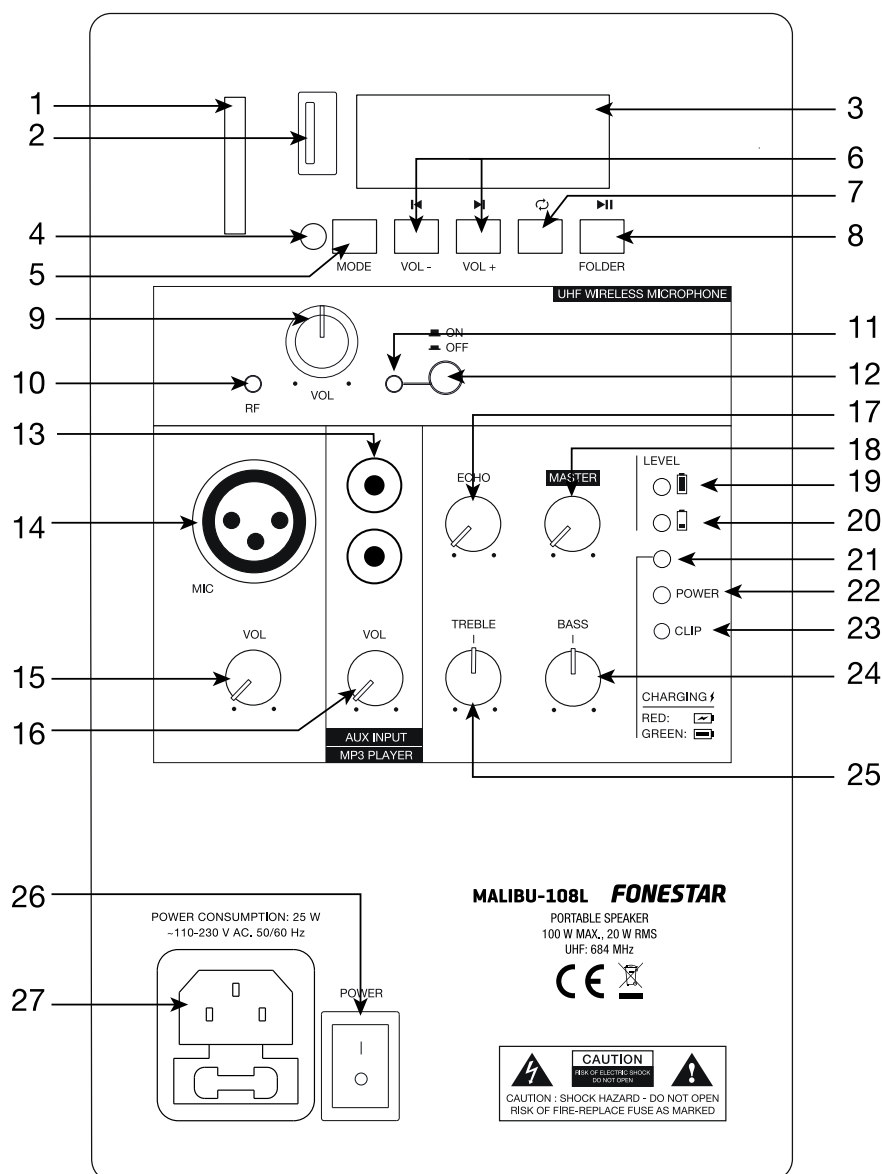 1
2
3
4
5
6
7
8
MODE
VOL -
VOL +
FOLDER
UHF WIRELESS MICROPHONE
9
10
RF
VOL
ON
OFF
11
12
13
14
MIC
15
VOL
16
VOL
AUX INPUT
MP3 PLAYER
17
ECHO
18
MASTER
TREBLE
BASS
LEVEL
19
20
21
22
POWER
23
CLIP
24
CHARGING
RED:
GREEN:
25
26
POWER CONSUMPTION: 25 W
~110-230 V AC. 50/60 Hz
27
POWER
MALIBU-108L FONESTAR
PORTABLE SPEAKER
100 W MAX., 20 W RMS
UHF: 684 MHz
CE
CAUTION
RISK OF ELECTRIC SHOCK
DO NOT OPEN
CAUTION : SHOCK HAZARD - DO NOT OPEN
RISK OF FIRE-REPLACE FUSE AS MARKED